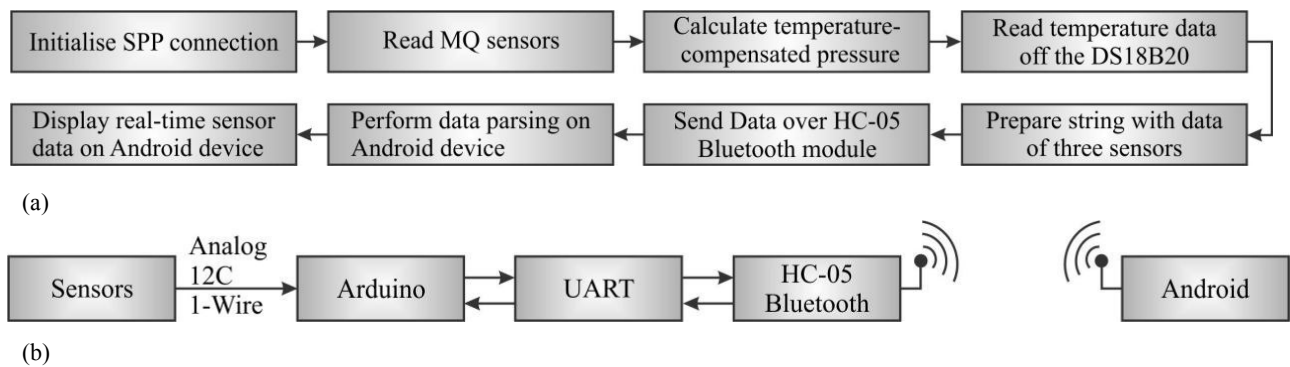 Initialise SPP connection
Read MQ sensors
Calculate temperature-
compensated pressure
Read temperature data
off the DS18B20
Prepare string with data
of three sensors
Send Data over HC-05
Bluetooth module
Perform data parsing on
Android device
Display real-time sensor
data on Android device
(a)
Sensors
Analog
12C
1-Wire
Arduino
UART
HC-05
Bluetooth
Android
(b)